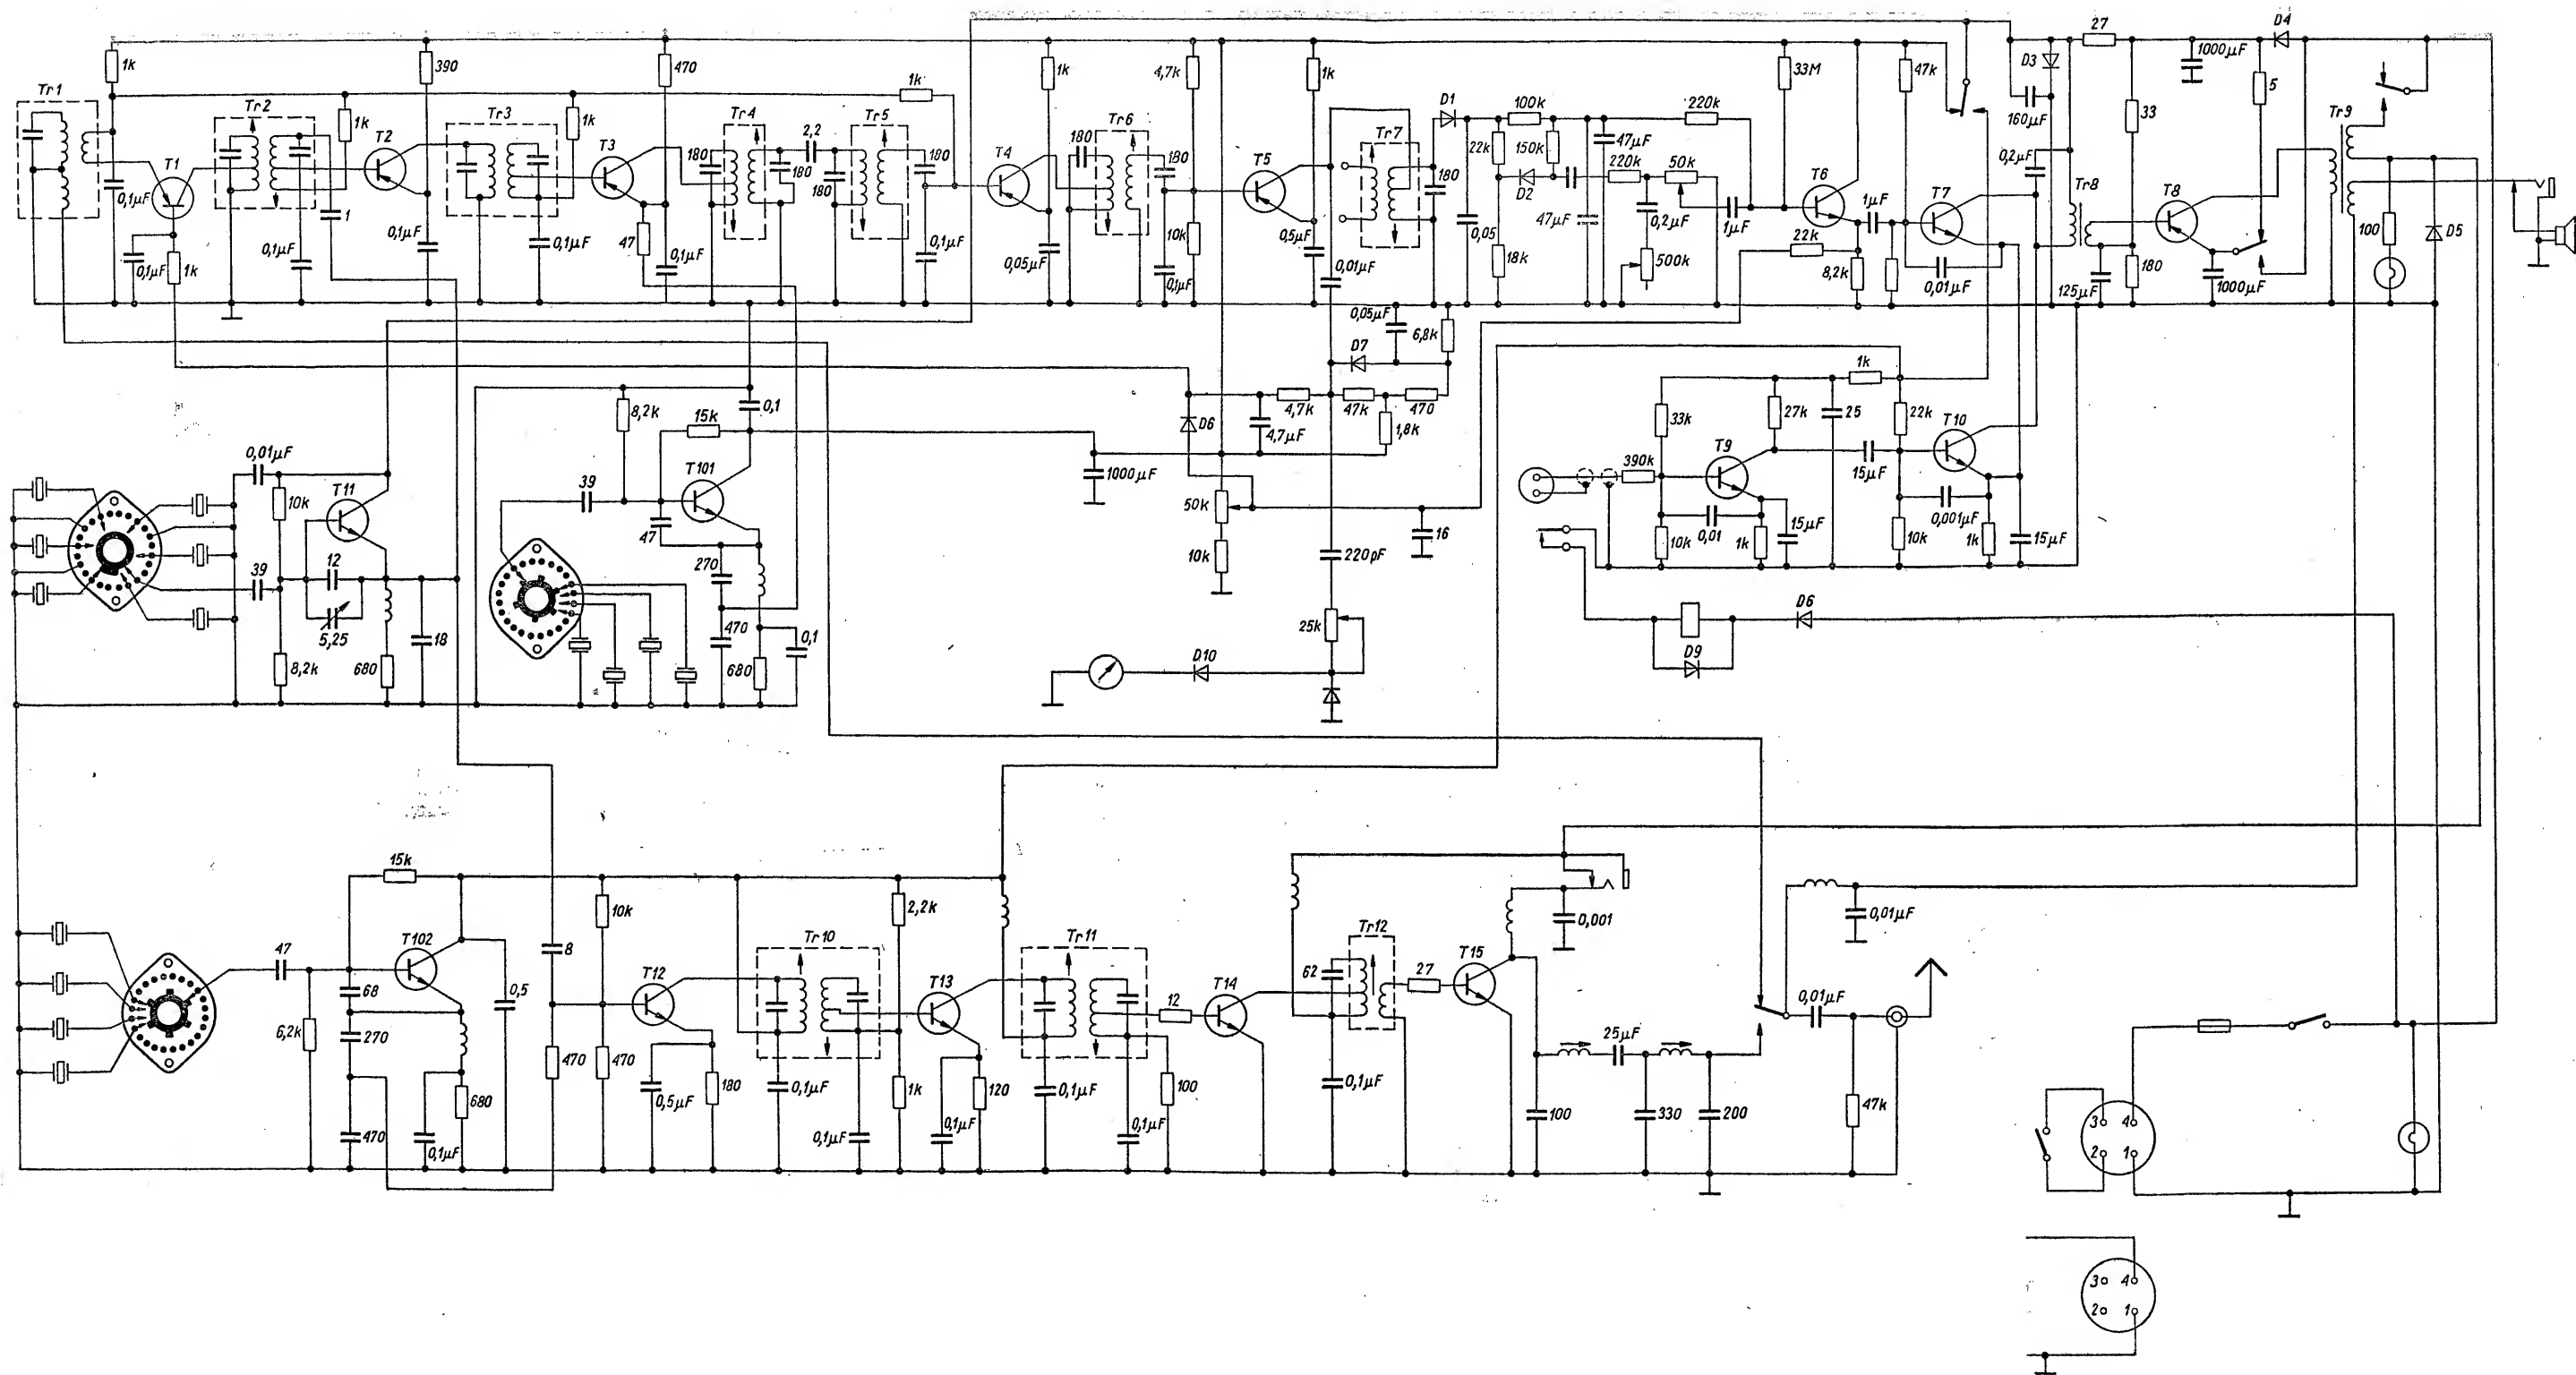 27
D4
1k
390
470
1k
4,7k
1k
33M
47k
D3
1000µF
5
Tr1
Tr2
1k
Tr3
1k
1k
Tr4
2,2
Tr5
Tr6
D1
100k
220k
160µF
33
Tr9
T1
T2
T3
180
180
180
180
T4
180
180
T5
Tr7
180
22k
150k
47µF
220k
50k
D2
T6
1µF
T7
0,2µF
Tr8
T8
100
D5
0,1µF
1
0,1µF
0,1µF
0,1µF
47
0,1µF
0,1µF
0,05µF
10k
0,1µF
0,5µF
0,01µF
0,05
18k
47µF
0,2µF
500k
1µF
22k
8,2k
0,01µF
125µF
180
1000µF
0,1µF
1k
0,05µF
6,8k
D7
4,7k
47k
470
4,7µF
1,8k
D6
8,2k
0,1
15k
T101
39
47
270
470
680
0,1
1000µF
50k
10k
16
220pF
25k
D10
1k
33k
27k
25
22k
T9
T10
390k
15µF
0,01
10k
1k
15µF
0,001µF
10k
1k
15µF
D6
D9
0,01µF
10k
T11
39
12
5,25
8,2k
680
18
15k
10k
2,2k
T102
47
68
6,2k
270
470
0,1µF
680
0,5
8
470
470
T12
0,5µF
180
Tr10
0,1µF
0,1µF
1k
T13
0,1µF
120
Tr11
0,1µF
0,1µF
12
100
T14
Tr12
62
0,1µF
27
T15
0,001
0,01µF
25µF
100
330
200
0,01µF
47k
3 4
2 1
3 4
2 1